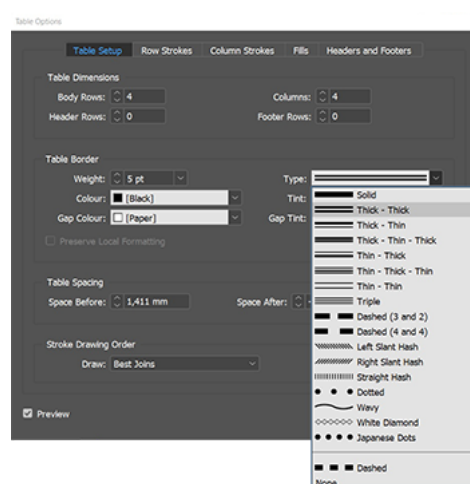 Table Options
Table Setup Row Strokes Column Strokes Fills Headers and Footers
Table Dimensions
Body Rows: 4 Columns: 4
Header Rows: 0 Footer Rows: 0
Table Border
Weight: 5 pt Type:
Colour: [Black] Tint:
Gap Colour: [Paper] Gap Tint:
Preserve Local Formatting
Table Spacing
Space Before: 1,411 mm Space After:
Stroke Drawing Order
Draw: Best Joins
Preview
Solid
Thick - Thick
Thick - Thin
Thick - Thin - Thick
Thin - Thick
Thin - Thick - Thin
Thin - Thin
Triple
Dashed (3 and 2)
Dashed (4 and 4)
Left Slant Hash
Right Slant Hash
Straight Hash
Dotted
Wavy
White Diamond
Japanese Dots
Dashed
None